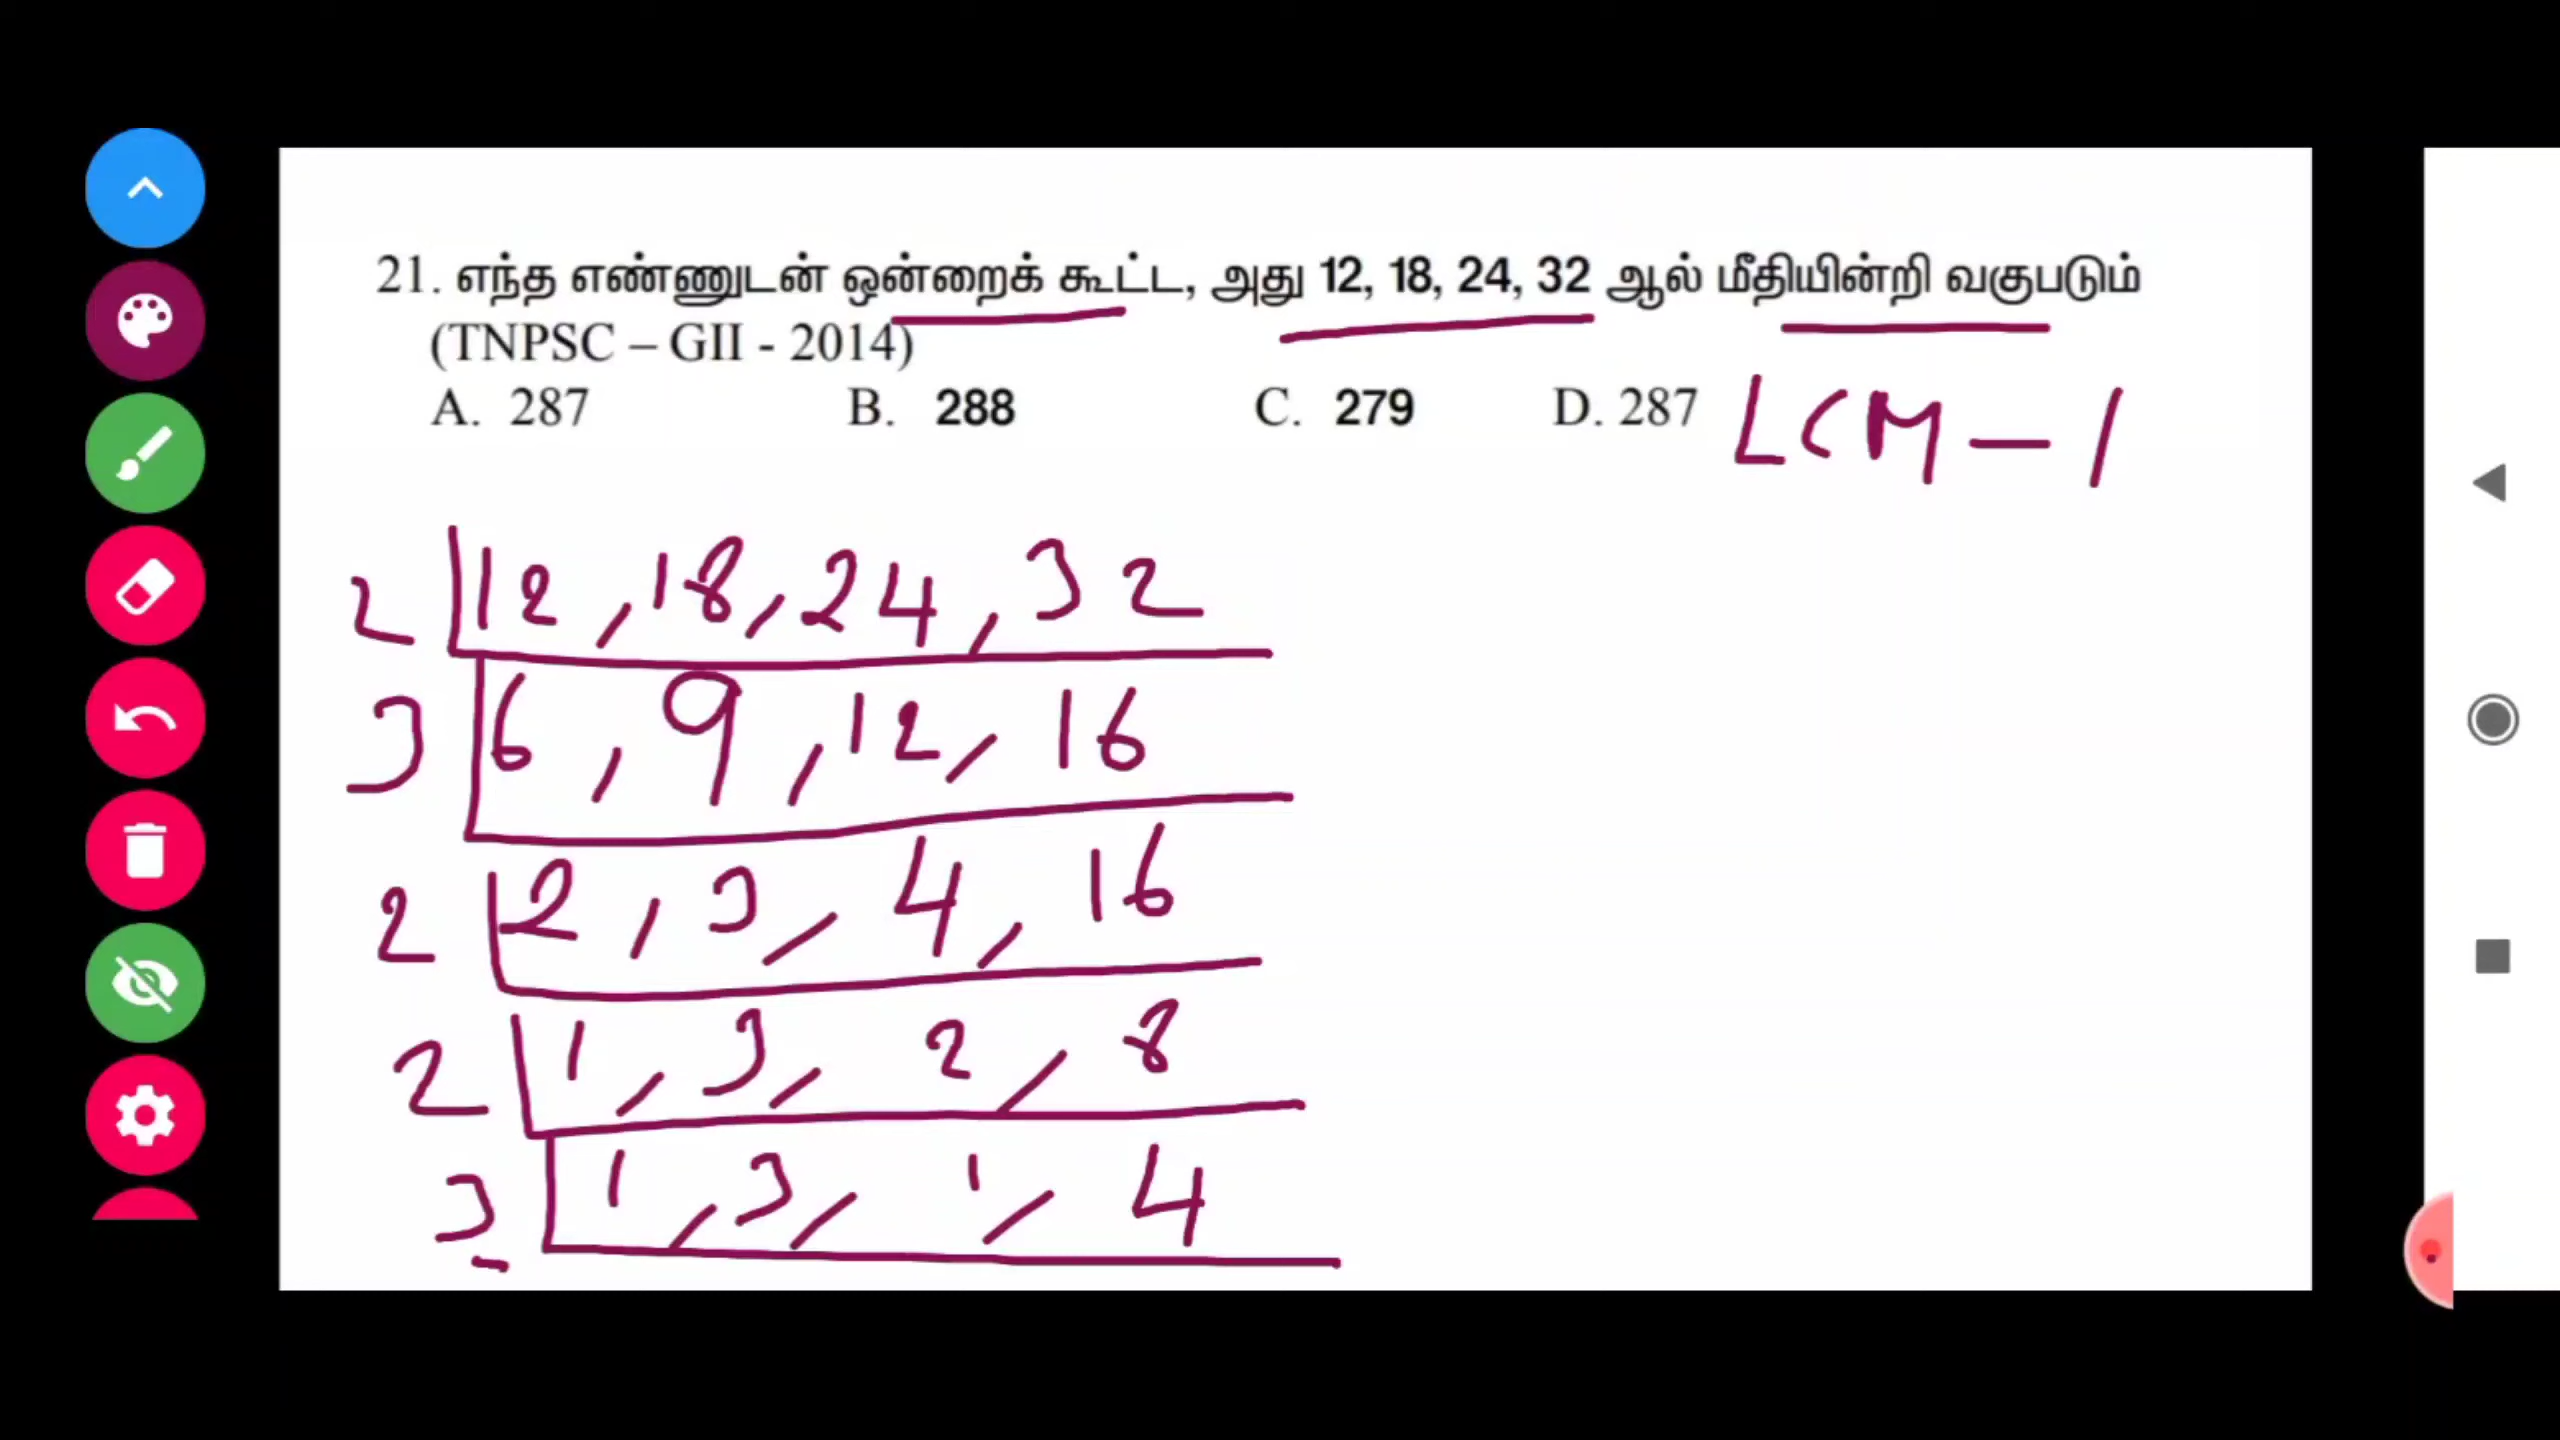 21. எந்த எண்ணுடன் ஒன்றைக் கூட்ட, அது 12, 18, 24, 32 ஆல் மீதியின்றி வகுபடும்
(TNPSC – GII - 2014)
A. 287 B. 288 C. 279 D. 287
LCM – 1
2 12, 18, 24, 32
3 6, 9, 12, 16
2 2, 3, 4, 16
2 1, 3, 2, 8
3 1, 3, 1, 4